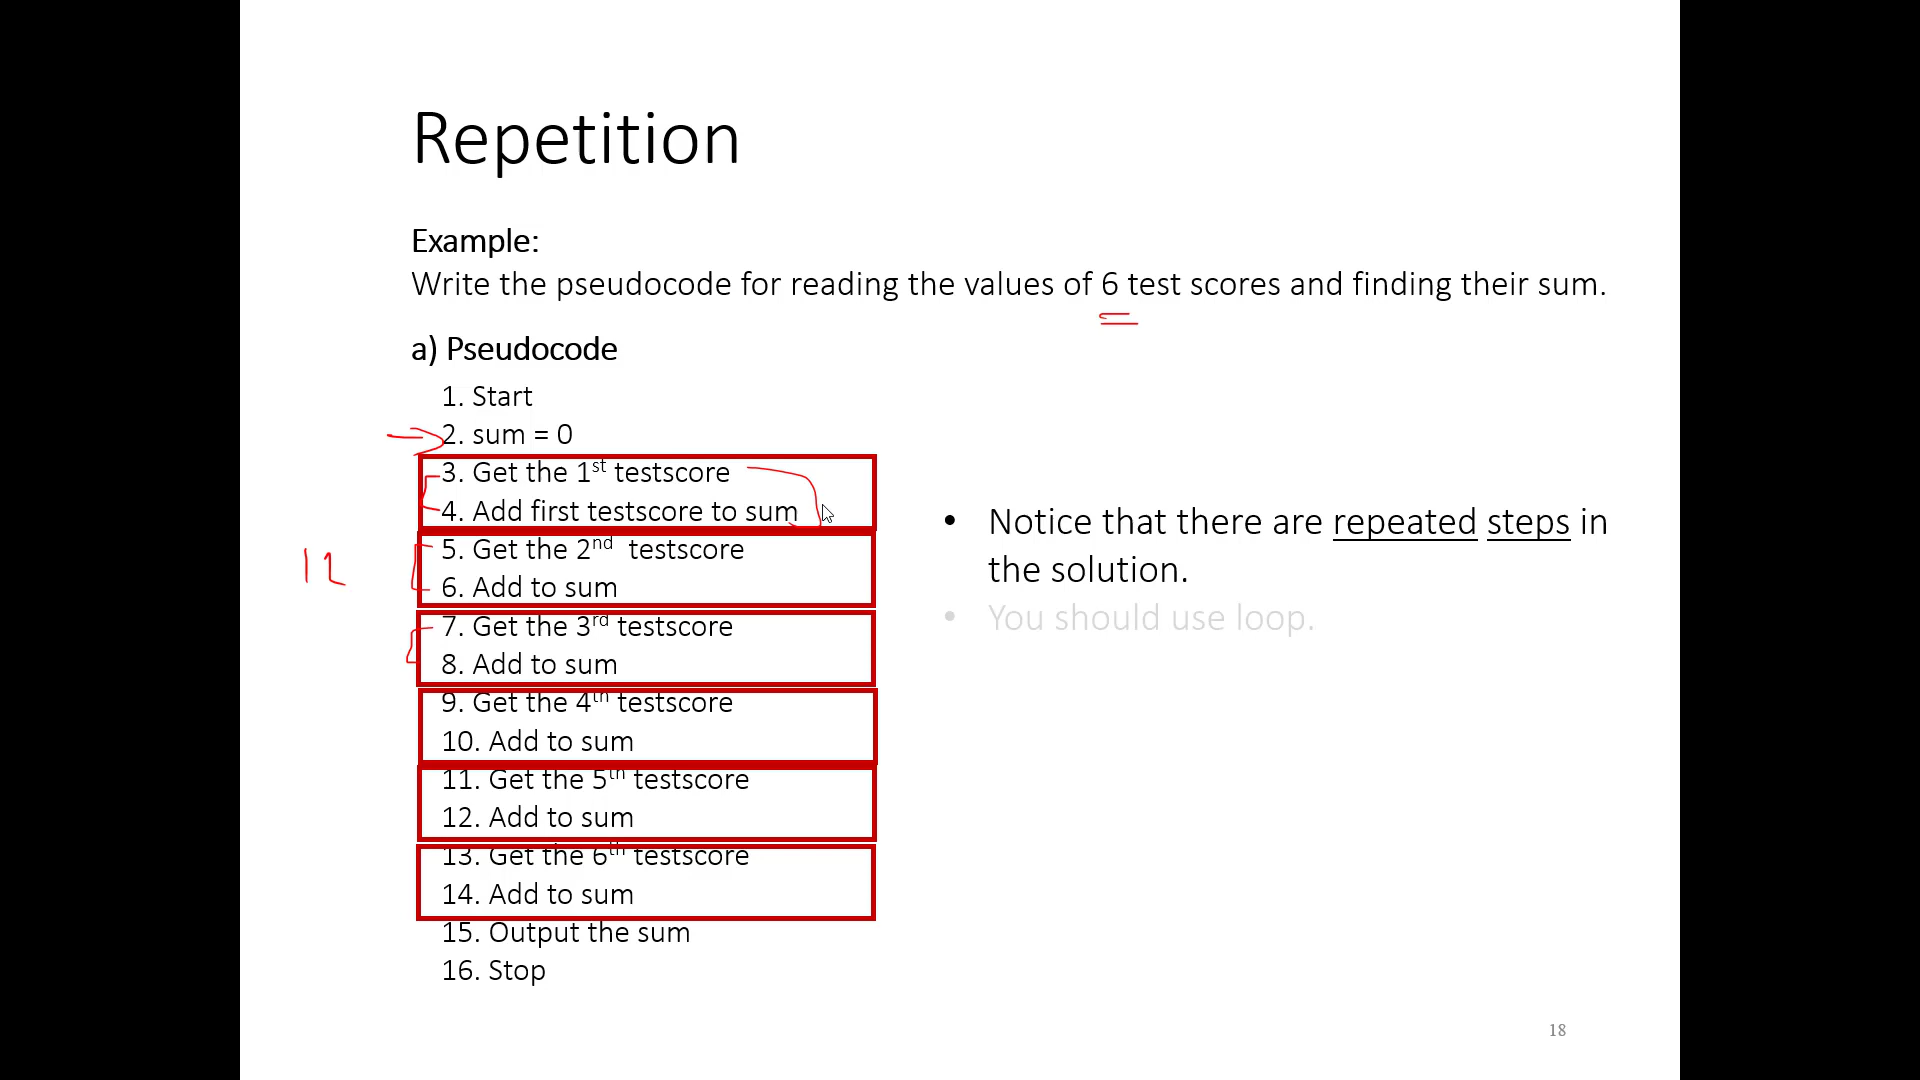 Repetition
Example:
Write the pseudocode for reading the values of 6 test scores and finding their sum.
a) Pseudocode
1. Start
2. sum = 0
3. Get the 1st testscore
4. Add first testscore to sum
5. Get the 2nd testscore
6. Add to sum
7. Get the 3rd testscore
8. Add to sum
9. Get the 4th testscore
10. Add to sum
11. Get the 5th testscore
12. Add to sum
13. Get the 6th testscore
14. Add to sum
15. Output the sum
16. Stop
12
• Notice that there are repeated steps in
the solution.
• You should use loop.
18